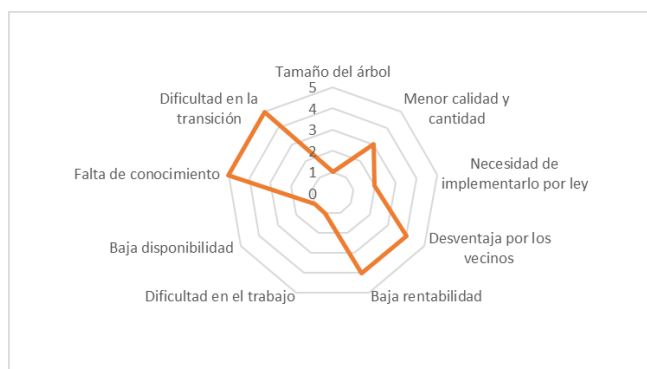 Tamaño del árbol
Menor calidad y
cantidad
Necesidad de
implementarlo por ley
Desventaja por los
vecinos
Baja rentabilidad
Dificultad en el trabajo
Baja disponibilidad
Falta de conocimiento
Dificultad en la
transición
5
4
3
2
1
0